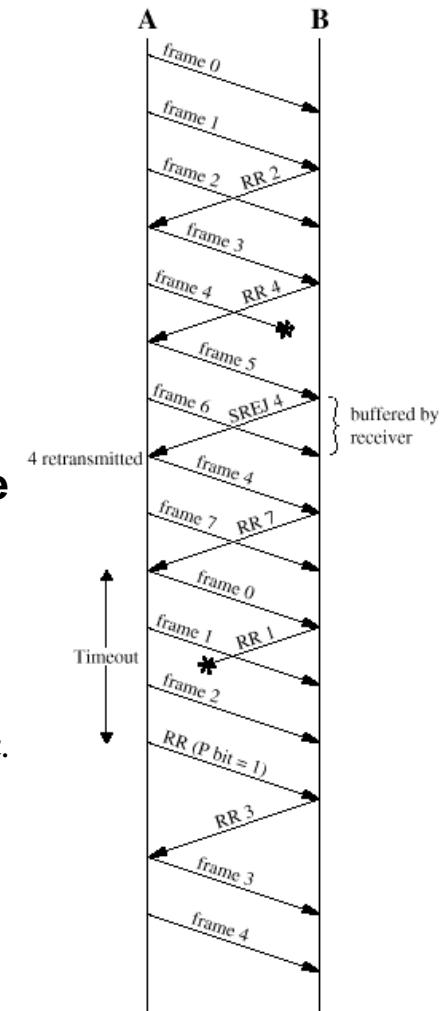 A
B
frame 0
frame 1
frame 2
RR 2
frame 3
frame 4
RR 4
frame 5
frame 6
SREJ 4
buffered by
receiver
e
4 retransmitted
frame 4
frame 7
RR 7
frame 0
frame 1
RR 1
Timeout
frame 2
.
RR (P bit = 1)
RR 3
frame 3
frame 4